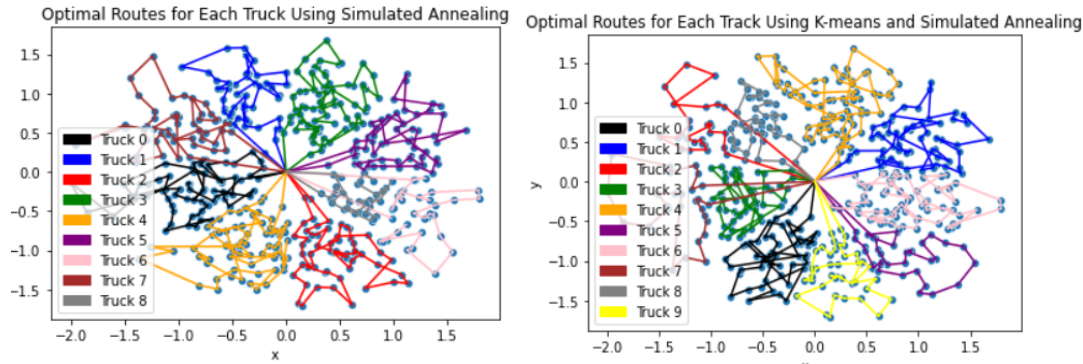 Optimal Routes for Each Truck Using Simulated Annealing
1.5
1.0
0.5
0.0
−0.5
−1.0
−1.5
Truck 0
Truck 1
Truck 2
Truck 3
Truck 4
Truck 5
Truck 6
Truck 7
Truck 8
−2.0 −1.5 −1.0 −0.5 0.0 0.5 1.0 1.5
x
Optimal Routes for Each Track Using K-means and Simulated Annealing
y
1.5
1.0
0.5
0.0
−0.5
−1.0
−1.5
Truck 0
Truck 1
Truck 2
Truck 3
Truck 4
Truck 5
Truck 6
Truck 7
Truck 8
Truck 9
−2.0 −1.5 −1.0 −0.5 0.0 0.5 1.0 1.5